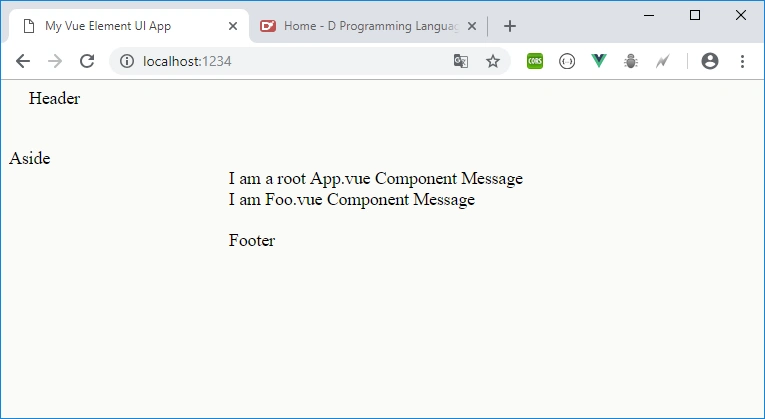 My Vue Element UI App
Home - D Programming Languag
localhost:1234
CORS
Header
Aside
I am a root App.vue Component Message
I am Foo.vue Component Message
Footer